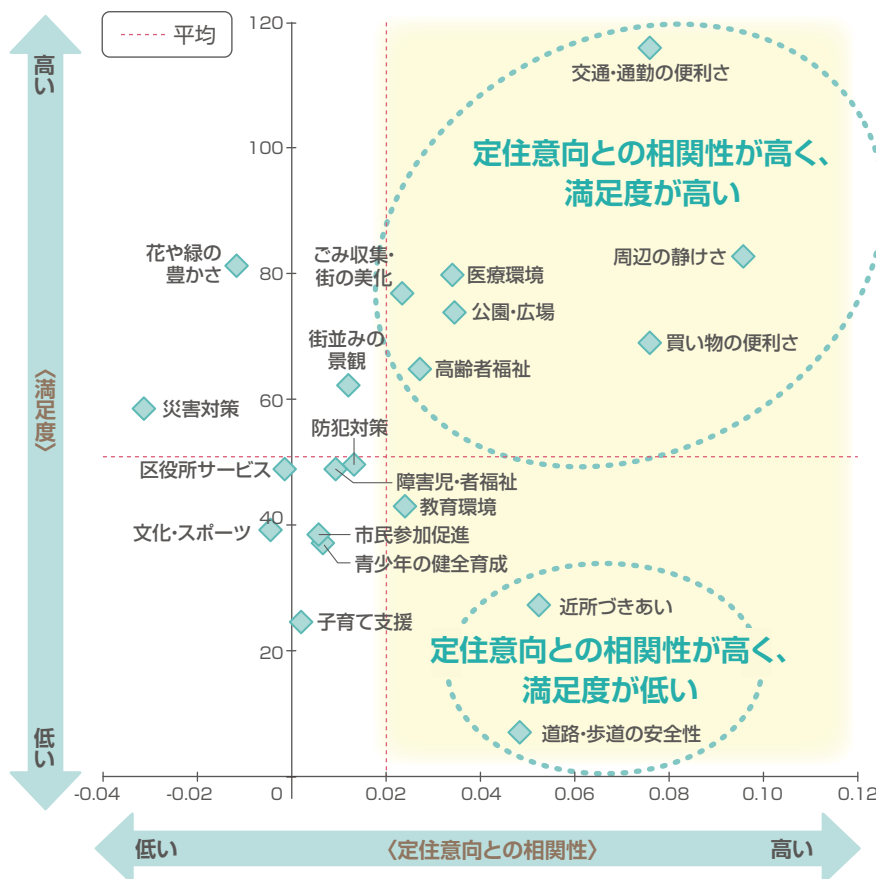 120
平均
高い
交通・通勤の便利さ
100
定住意向との相関性が高く、
満足度が高い
花や緑の
豊かさ
ごみ収集・
街の美化
医療環境
周辺の静けさ
80
公園・広場
街並みの
景観
買い物の便利さ
高齢者福祉
〈満足度〉
災害対策
60
防犯対策
区役所サービス
障害児・者福祉
教育環境
40
文化・スポーツ
市民参加促進
青少年の健全育成
近所づきあい
子育て支援
20
定住意向との相関性が高く、
満足度が低い
道路・歩道の安全性
低い
-0.04
-0.02
0
0.02
0.04
0.06
0.08
0.10
0.12
低い
〈定住意向との相関性〉
高い